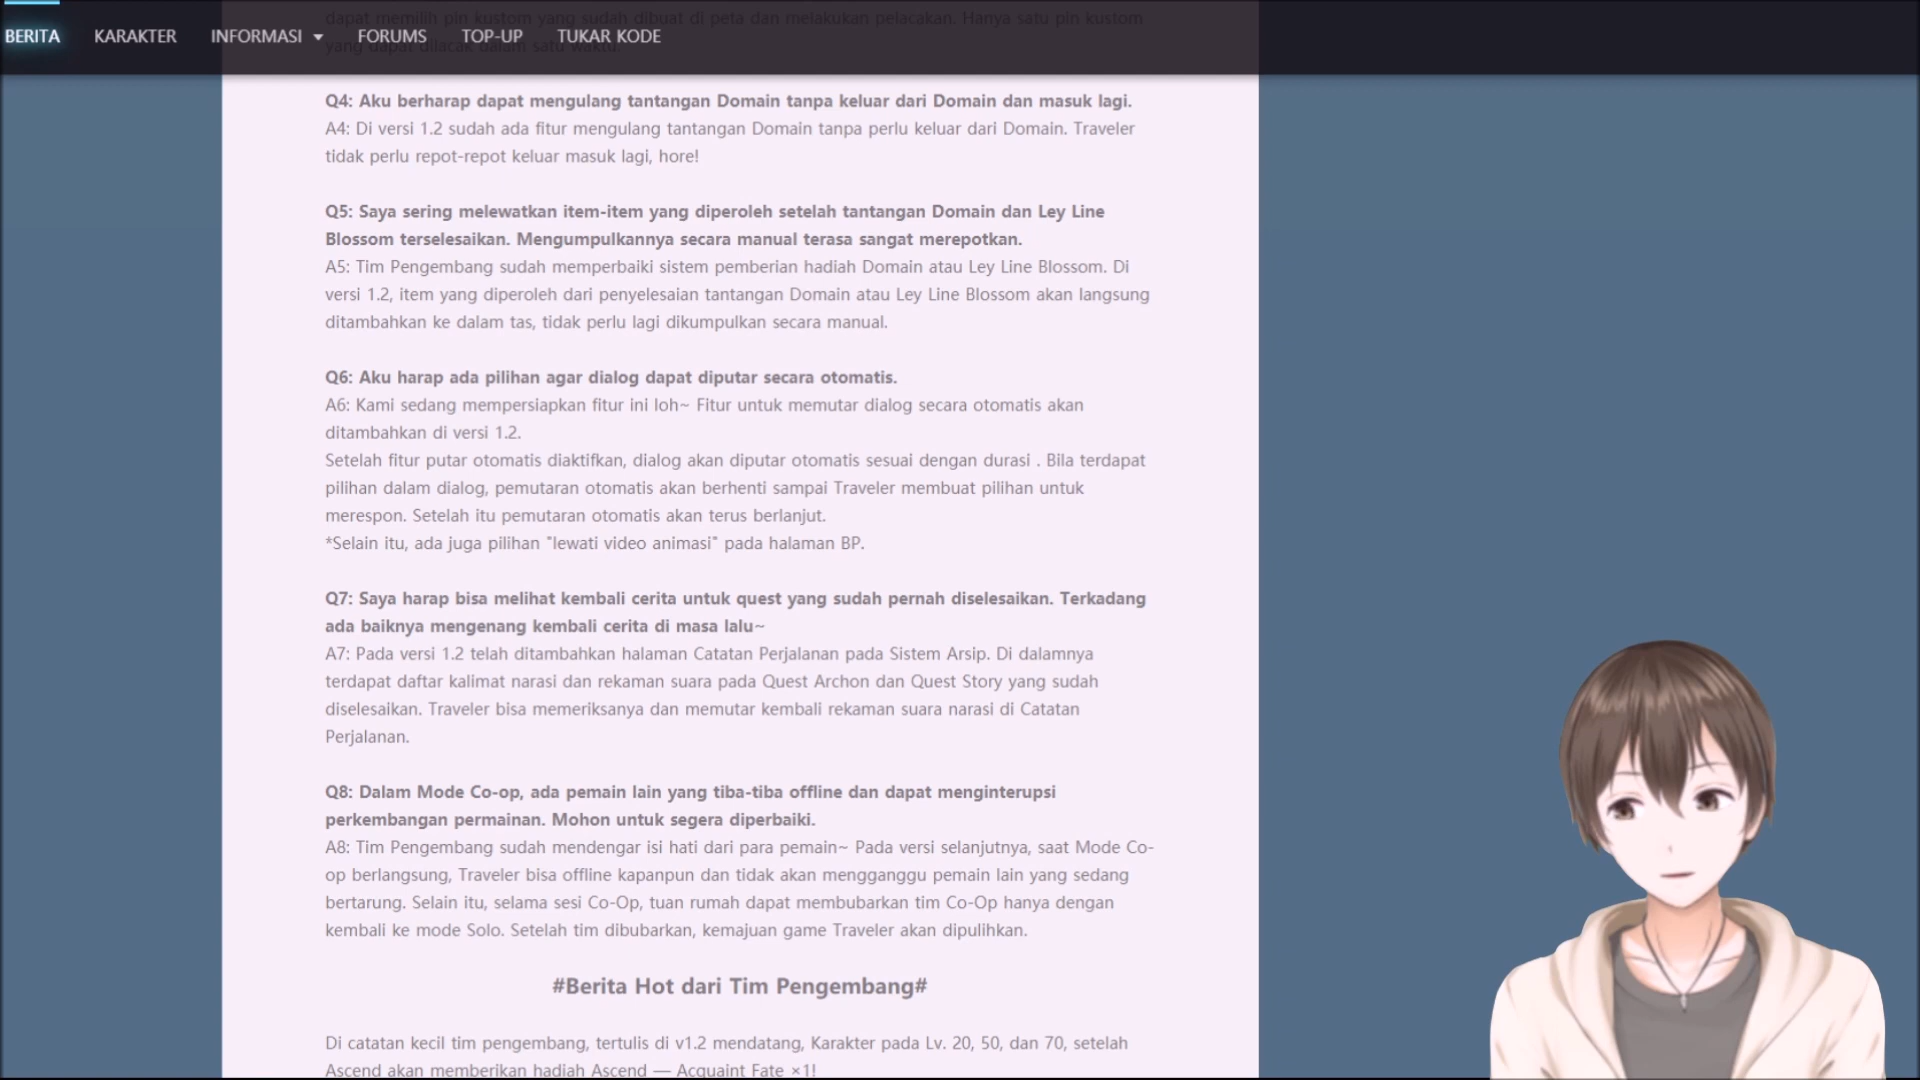 dapat memilih pin kustom yang sudah dibuat di peta dan melakukan pelacakan. Hanya satu pin kustom
yang dapat dilacak dalam satu waktu.
BERITA KARAKTER INFORMASI FORUMS TOP-UP TUKAR KODE
Q4: Aku berharap dapat mengulang tantangan Domain tanpa keluar dari Domain dan masuk lagi.
A4: Di versi 1.2 sudah ada fitur mengulang tantangan Domain tanpa perlu keluar dari Domain. Traveler
tidak perlu repot-repot keluar masuk lagi, hore!
Q5: Saya sering melewatkan item-item yang diperoleh setelah tantangan Domain dan Ley Line
Blossom terselesaikan. Mengumpulkannya secara manual terasa sangat merepotkan.
A5: Tim Pengembang sudah memperbaiki sistem pemberian hadiah Domain atau Ley Line Blossom. Di
versi 1.2, item yang diperoleh dari penyelesaian tantangan Domain atau Ley Line Blossom akan langsung
ditambahkan ke dalam tas, tidak perlu lagi dikumpulkan secara manual.
Q6: Aku harap ada pilihan agar dialog dapat diputar secara otomatis.
A6: Kami sedang mempersiapkan fitur ini loh~ Fitur untuk memutar dialog secara otomatis akan
ditambahkan di versi 1.2.
Setelah fitur putar otomatis diaktifkan, dialog akan diputar otomatis sesuai dengan durasi . Bila terdapat
pilihan dalam dialog, pemutaran otomatis akan berhenti sampai Traveler membuat pilihan untuk
merespon. Setelah itu pemutaran otomatis akan terus berlanjut.
*Selain itu, ada juga pilihan "lewati video animasi" pada halaman BP.
Q7: Saya harap bisa melihat kembali cerita untuk quest yang sudah pernah diselesaikan. Terkadang
ada baiknya mengenang kembali cerita di masa lalu~
A7: Pada versi 1.2 telah ditambahkan halaman Catatan Perjalanan pada Sistem Arsip. Di dalamnya
terdapat daftar kalimat narasi dan rekaman suara pada Quest Archon dan Quest Story yang sudah
diselesaikan. Traveler bisa memeriksanya dan memutar kembali rekaman suara narasi di Catatan
Perjalanan.
Q8: Dalam Mode Co-op, ada pemain lain yang tiba-tiba offline dan dapat menginterupsi
perkembangan permainan. Mohon untuk segera diperbaiki.
A8: Tim Pengembang sudah mendengar isi hati dari para pemain~ Pada versi selanjutnya, saat Mode Co-
op berlangsung, Traveler bisa offline kapanpun dan tidak akan mengganggu pemain lain yang sedang
bertarung. Selain itu, selama sesi Co-Op, tuan rumah dapat membubarkan tim Co-Op hanya dengan
kembali ke mode Solo. Setelah tim dibubarkan, kemajuan game Traveler akan dipulihkan.
#Berita Hot dari Tim Pengembang#
Di catatan kecil tim pengembang, tertulis di v1.2 mendatang, Karakter pada Lv. 20, 50, dan 70, setelah
Ascend akan memberikan hadiah Ascend — Acquaint Fate ×1!